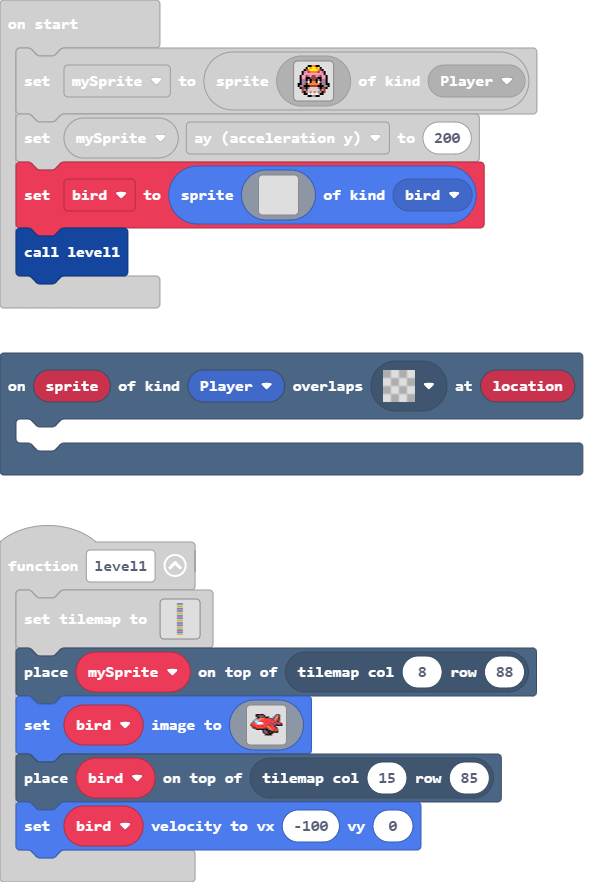 on start
set mySprite to sprite of kind Player
set mySprite ay (acceleration y) to 200
set bird to sprite of kind bird
call level1
on sprite of kind Player overlaps at location
function level1
set tilemap to
place mySprite on top of tilemap col 8 row 88
set bird image to
place bird on top of tilemap col 15 row 85
set bird velocity to vx -100 vy 0